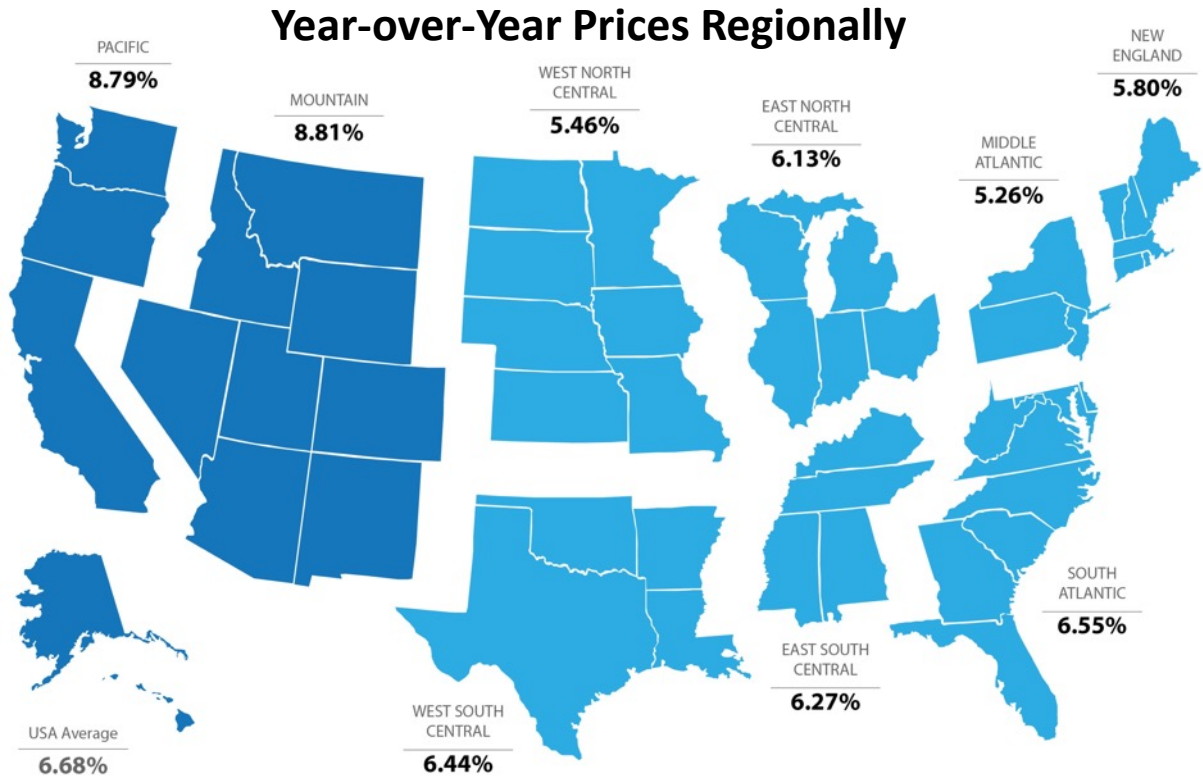 Year-over-Year Prices Regionally
PACIFIC
8.79%
MOUNTAIN
8.81%
WEST NORTH
CENTRAL
5.46%
EAST NORTH
CENTRAL
6.13%
MIDDLE
ATLANTIC
5.26%
NEW
ENGLAND
5.80%
SOUTH
ATLANTIC
6.55%
EAST SOUTH
CENTRAL
6.27%
WEST SOUTH
CENTRAL
6.44%
USA Average
6.68%